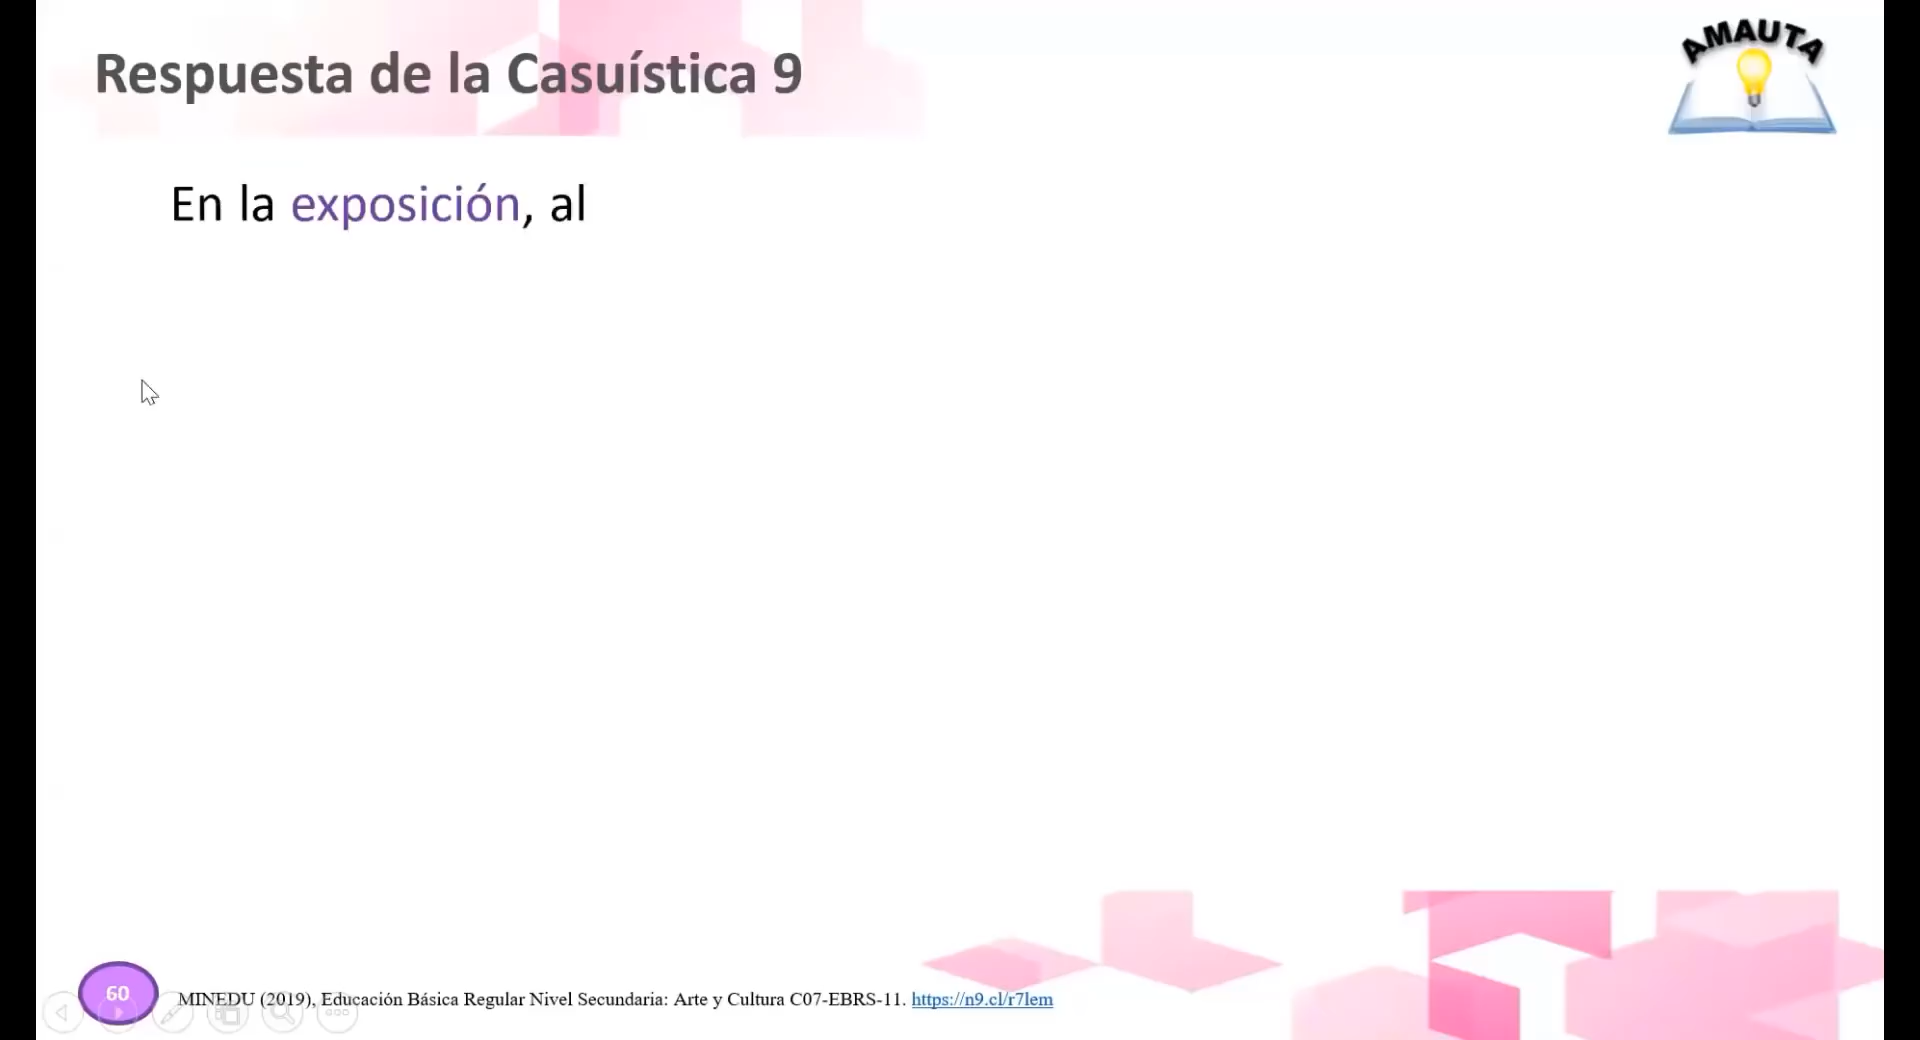 AMAUTA
Respuesta de la Casuística 9
En la exposición, al
60
MINEDU (2019), Educación Básica Regular Nivel Secundaria: Arte y Cultura C07-EBRS-11. https://n9.cl/r7lem